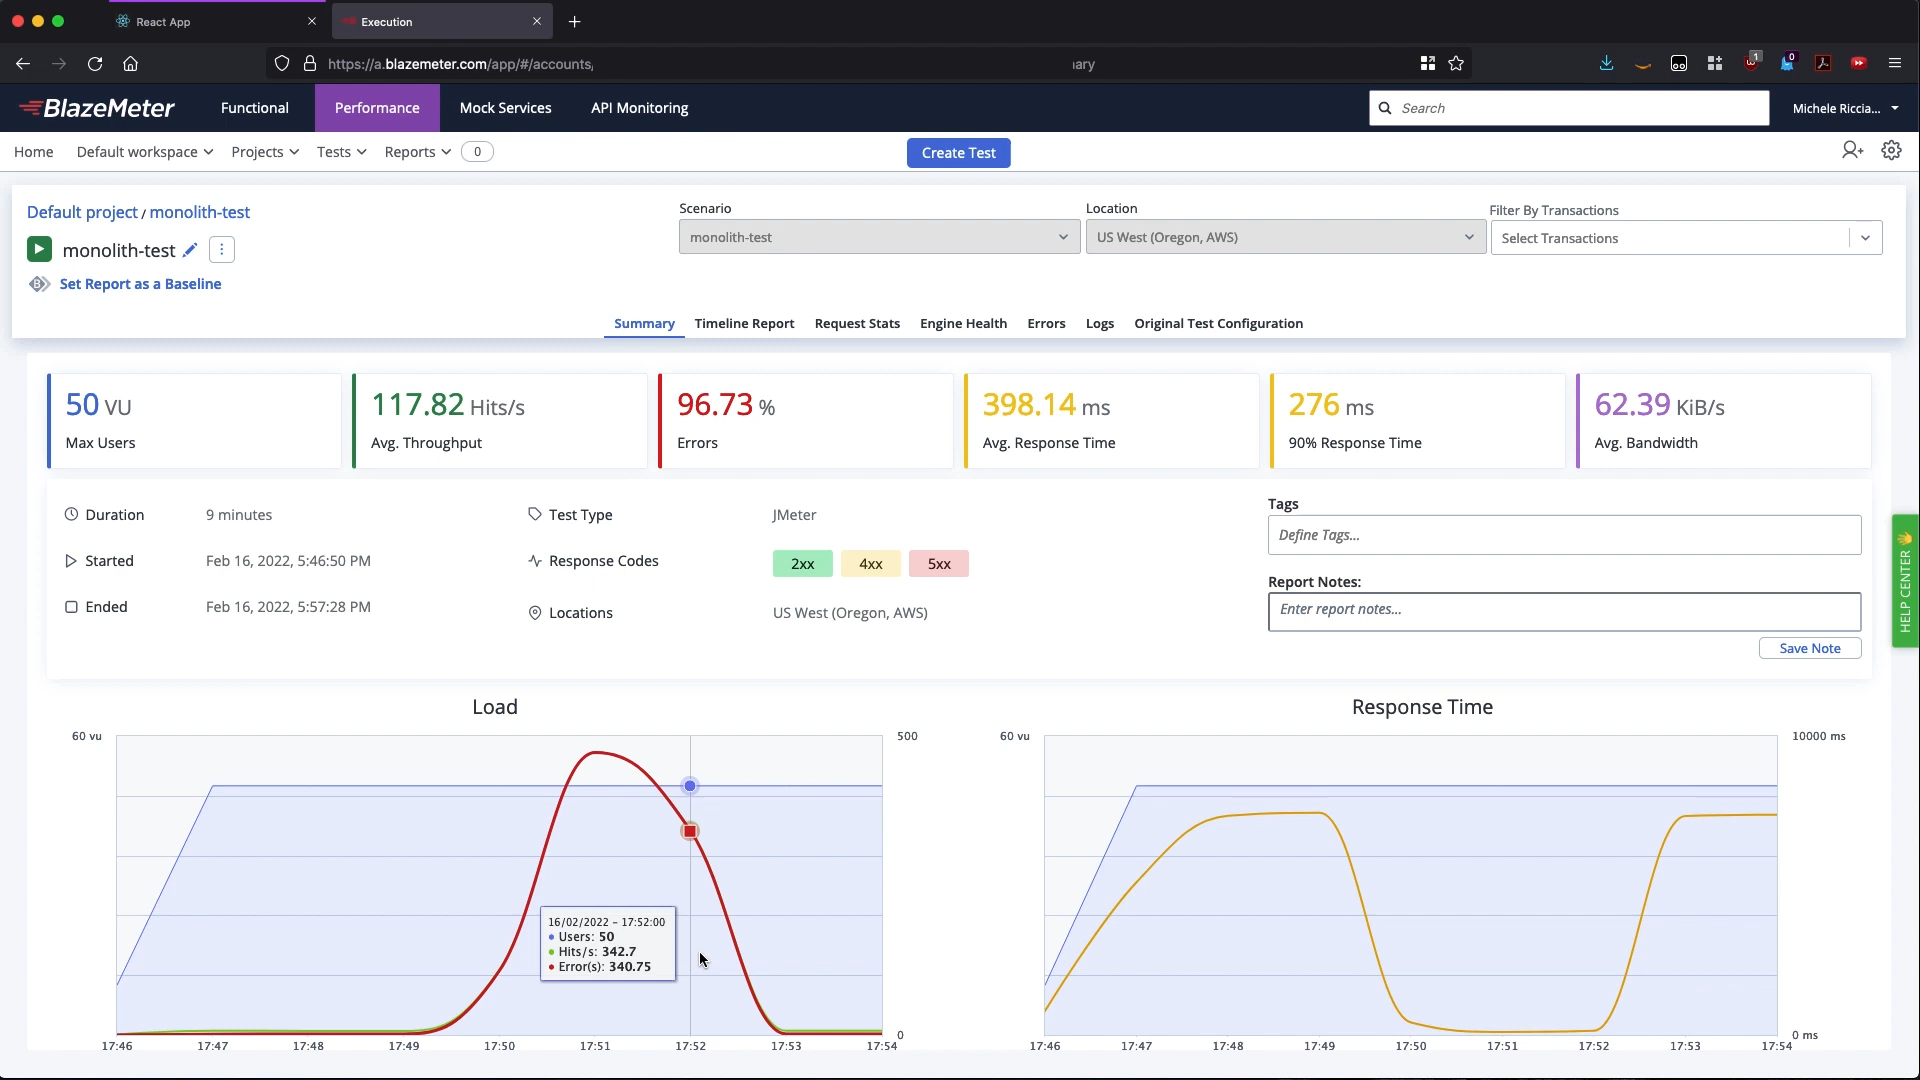 React App
Execution
https://a.blazemeter.com/app/#/accounts,
ary
1
0
BlazeMeter
Functional
Performance
Mock Services
API Monitoring
Search
Michele Riccia...
Home
Default workspace
Projects
Tests
Reports
0
Create Test
Default project / monolith-test
monolith-test
Set Report as a Baseline
Scenario
monolith-test
Location
US West (Oregon, AWS)
Filter By Transactions
Select Transactions
Summary
Timeline Report
Request Stats
Engine Health
Errors
Logs
Original Test Configuration
50 VU
Max Users
117.82 Hits/s
Avg. Throughput
96.73 %
Errors
398.14 ms
Avg. Response Time
276 ms
90% Response Time
62.39 KiB/s
Avg. Bandwidth
Duration
9 minutes
Started
Feb 16, 2022, 5:46:50 PM
Ended
Feb 16, 2022, 5:57:28 PM
Test Type
JMeter
Response Codes
2xx
4xx
5xx
Locations
US West (Oregon, AWS)
Tags
Define Tags...
Report Notes:
Enter report notes...
Save Note
HELP CENTER
Load
60 vu
500
16/02/2022 – 17:52:00
Users: 50
Hits/s: 342.7
Error(s): 340.75
0
17:46
17:47
17:48
17:49
17:50
17:51
17:52
17:53
17:54
Response Time
60 vu
10000 ms
0 ms
17:46
17:47
17:48
17:49
17:50
17:51
17:52
17:53
17:54